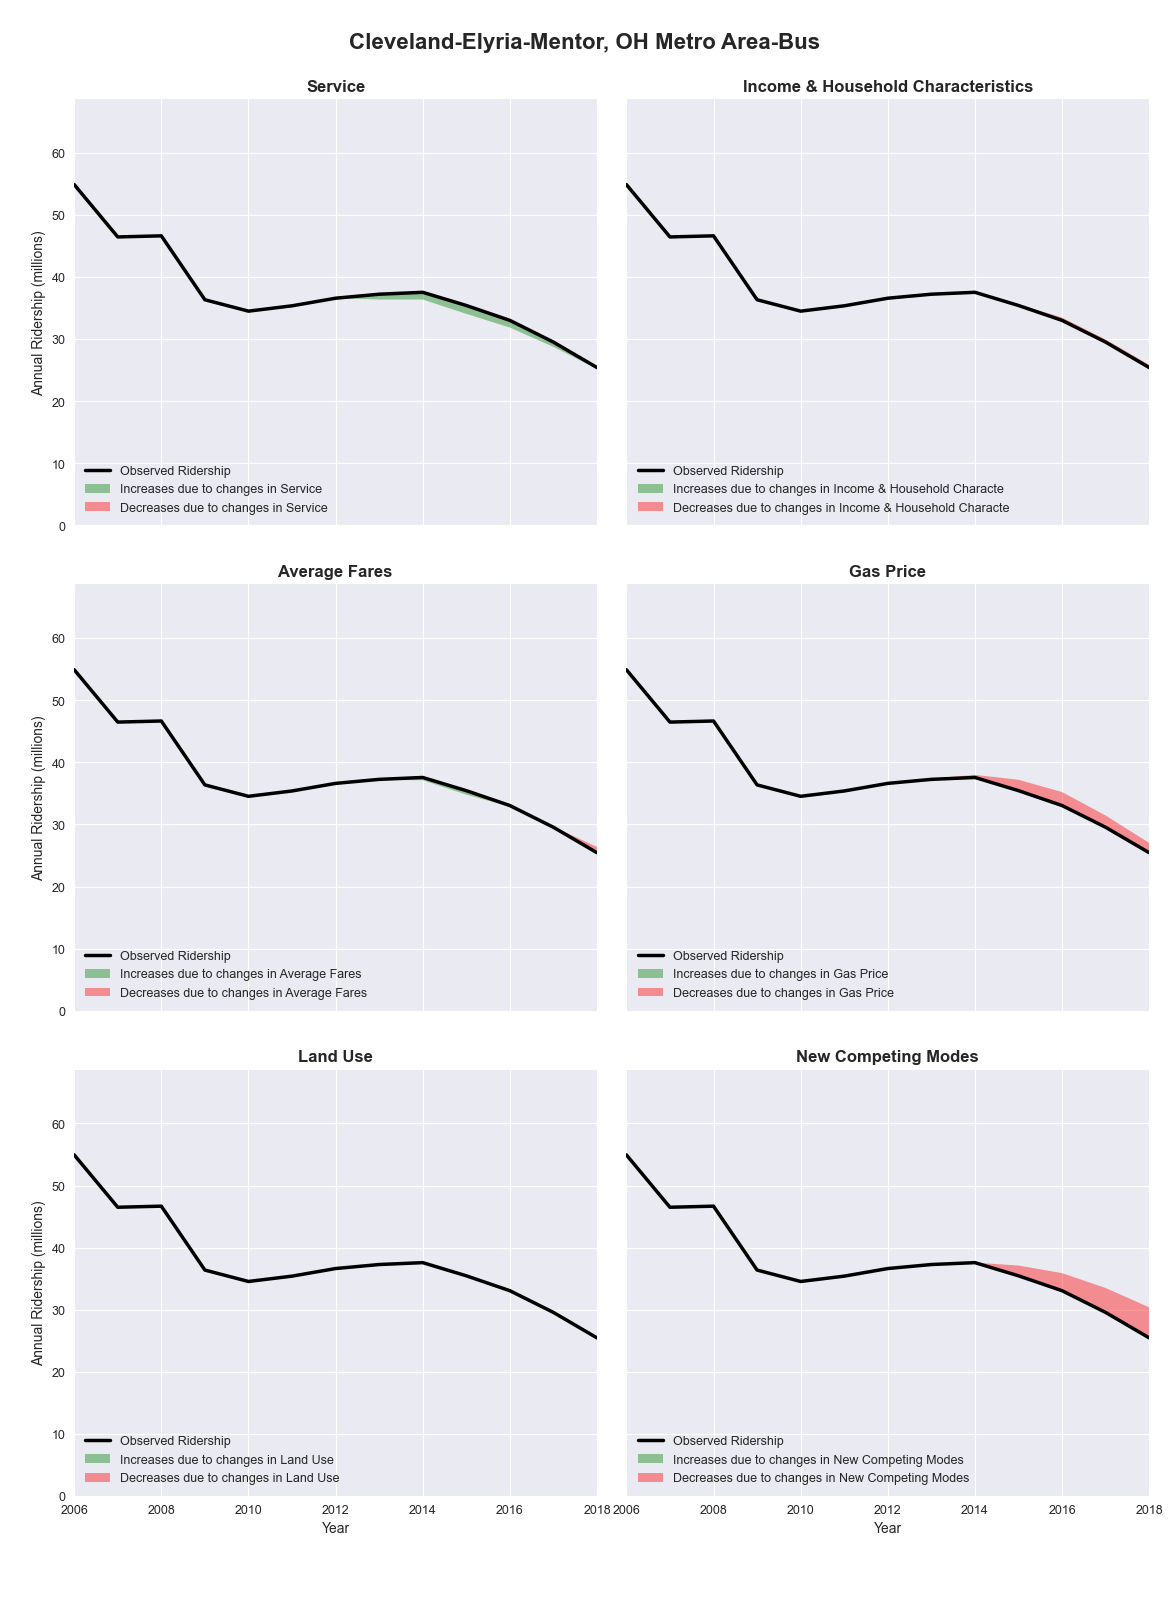 Cleveland-Elyria-Mentor, OH Metro Area-Bus
Service
Income & Household Characteristics
60
50
40
30
20
10
0
Annual Ridership (millions)
Observed Ridership
Increases due to changes in Service
Decreases due to changes in Service
Observed Ridership
Increases due to changes in Income & Household Characte
Decreases due to changes in Income & Household Characte
Average Fares
Gas Price
60
50
40
30
20
10
0
Annual Ridership (millions)
Observed Ridership
Increases due to changes in Average Fares
Decreases due to changes in Average Fares
Observed Ridership
Increases due to changes in Gas Price
Decreases due to changes in Gas Price
Land Use
New Competing Modes
60
50
40
30
20
10
0
Annual Ridership (millions)
Observed Ridership
Increases due to changes in Land Use
Decreases due to changes in Land Use
Observed Ridership
Increases due to changes in New Competing Modes
Decreases due to changes in New Competing Modes
2006 2008 2010 2012 2014 2016 2018
2006 2008 2010 2012 2014 2016 2018
Year
Year